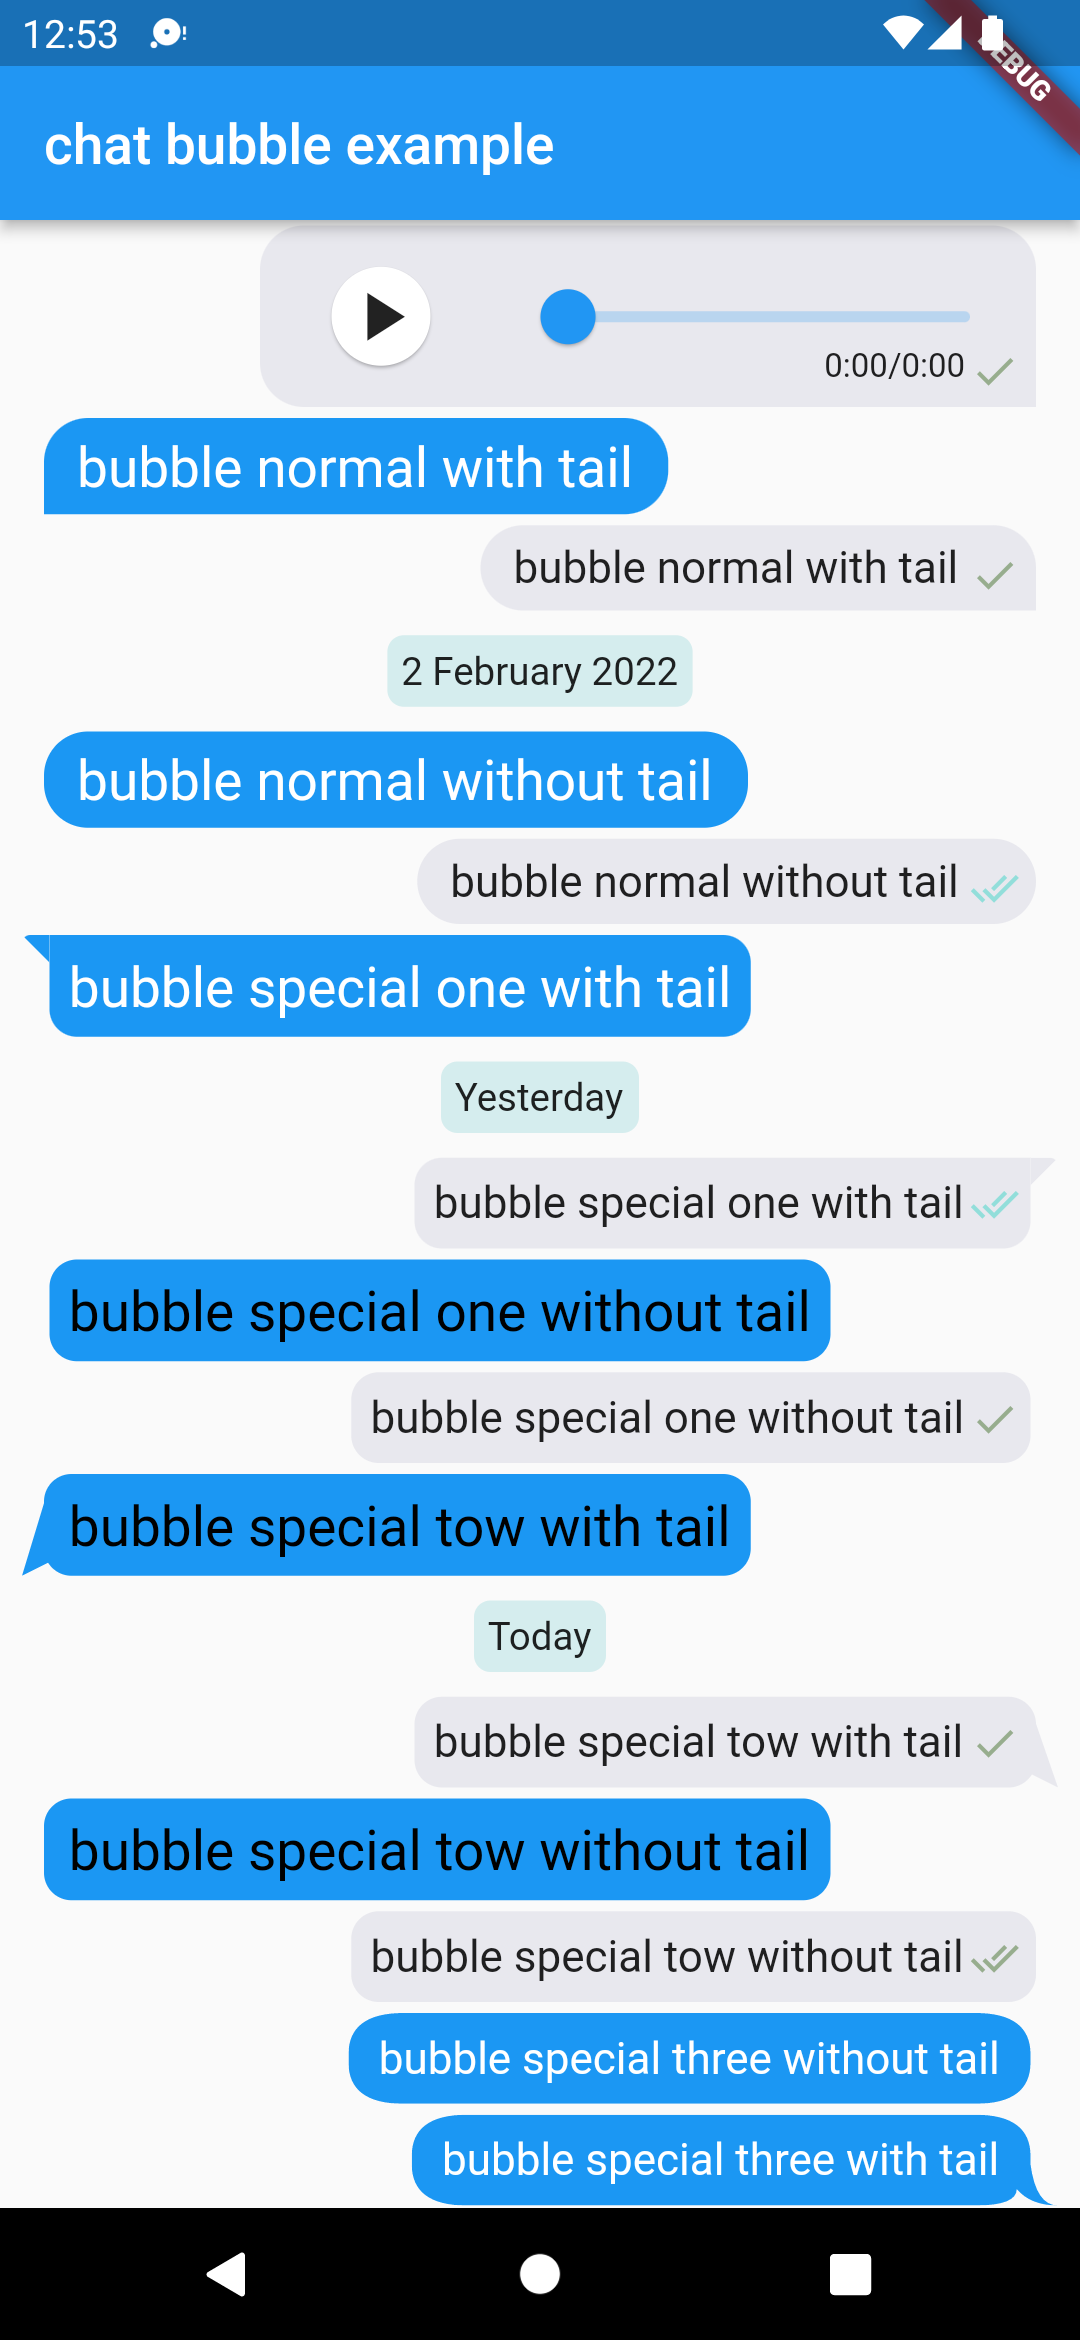 12:53
DEBUG
chat bubble example
0:00/0:00
bubble normal with tail
bubble normal with tail
2 February 2022
bubble normal without tail
bubble normal without tail
bubble special one with tail
Yesterday
bubble special one with tail
bubble special one without tail
bubble special one without tail
bubble special tow with tail
Today
bubble special tow with tail
bubble special tow without tail
bubble special tow without tail
bubble special three without tail
bubble special three with tail